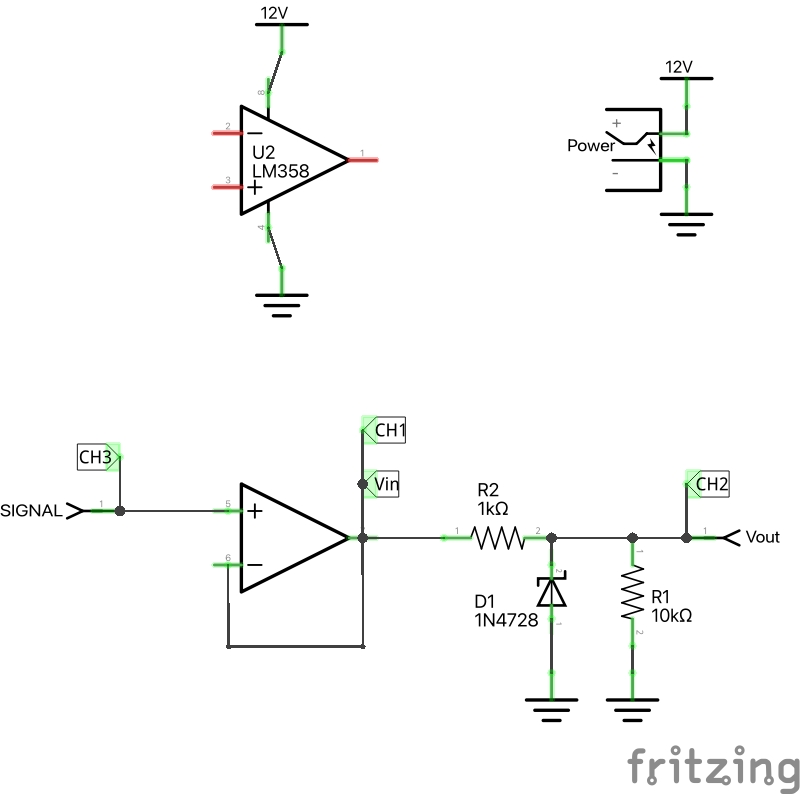 12V
8
2
−
U2
LM358
1
3
+
4
12V
+
Power
-
CH3
SIGNAL
1
5
+
6
−
CH1
Vin
R2
1kΩ
1
2
CH2
1
Vout
D1
1N4728
2
1
1
R1
10kΩ
2
fritzing